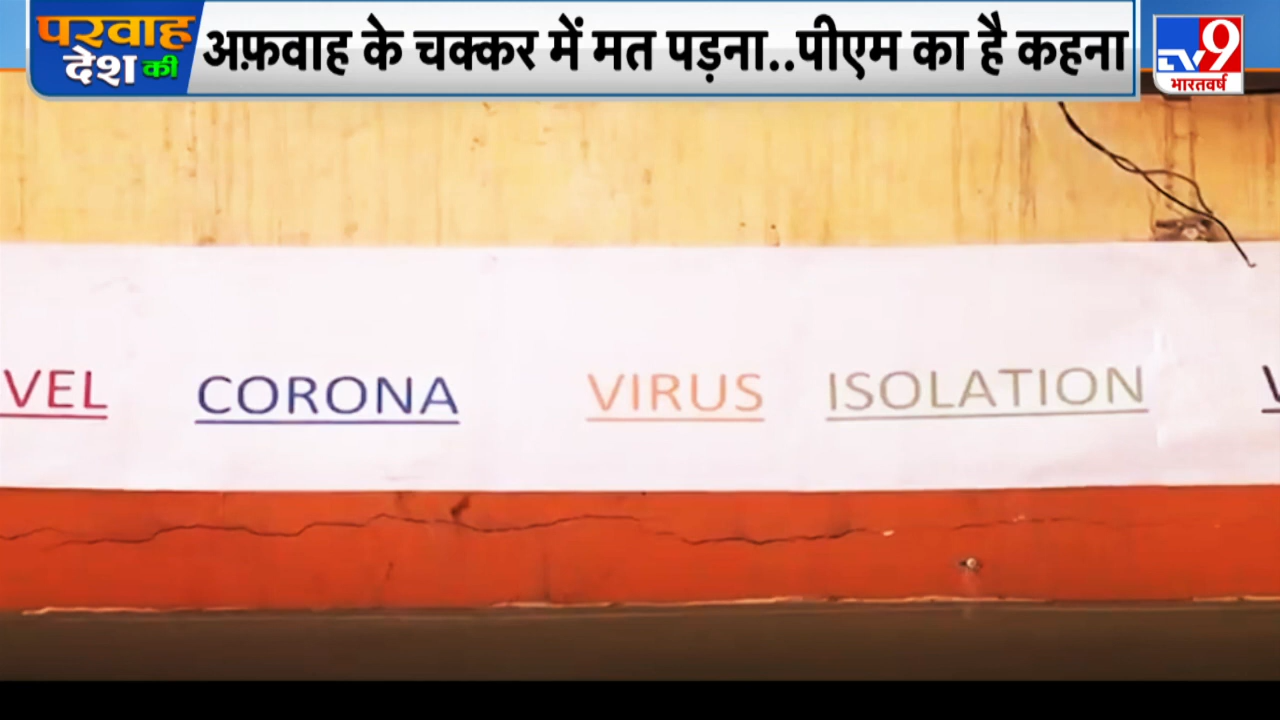 परवाह
देश की
अफ़वाह के चक्कर में मत पड़ना..पीएम का है कहना
TV9
भारतवर्ष
VEL CORONA VIRUS ISOLATION